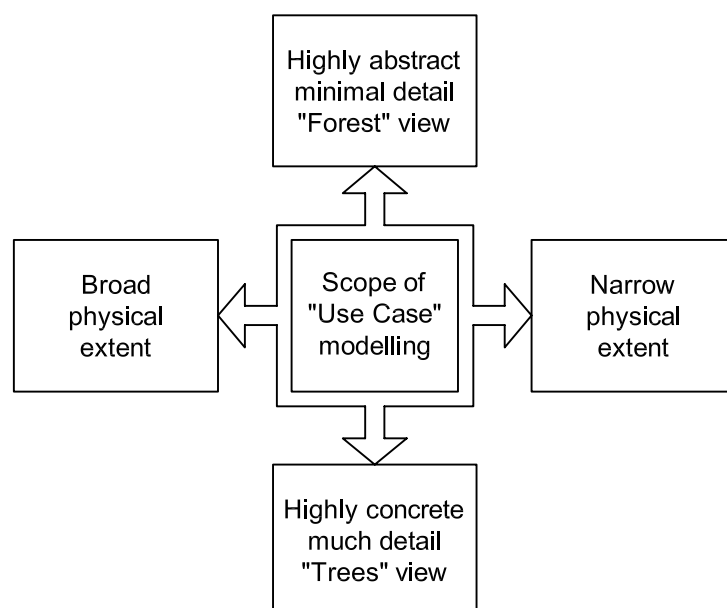 Highly abstract
minimal detail
"Forest" view
Broad
physical
extent
Scope of
"Use Case"
modelling
Narrow
physical
extent
Highly concrete
much detail
"Trees" view